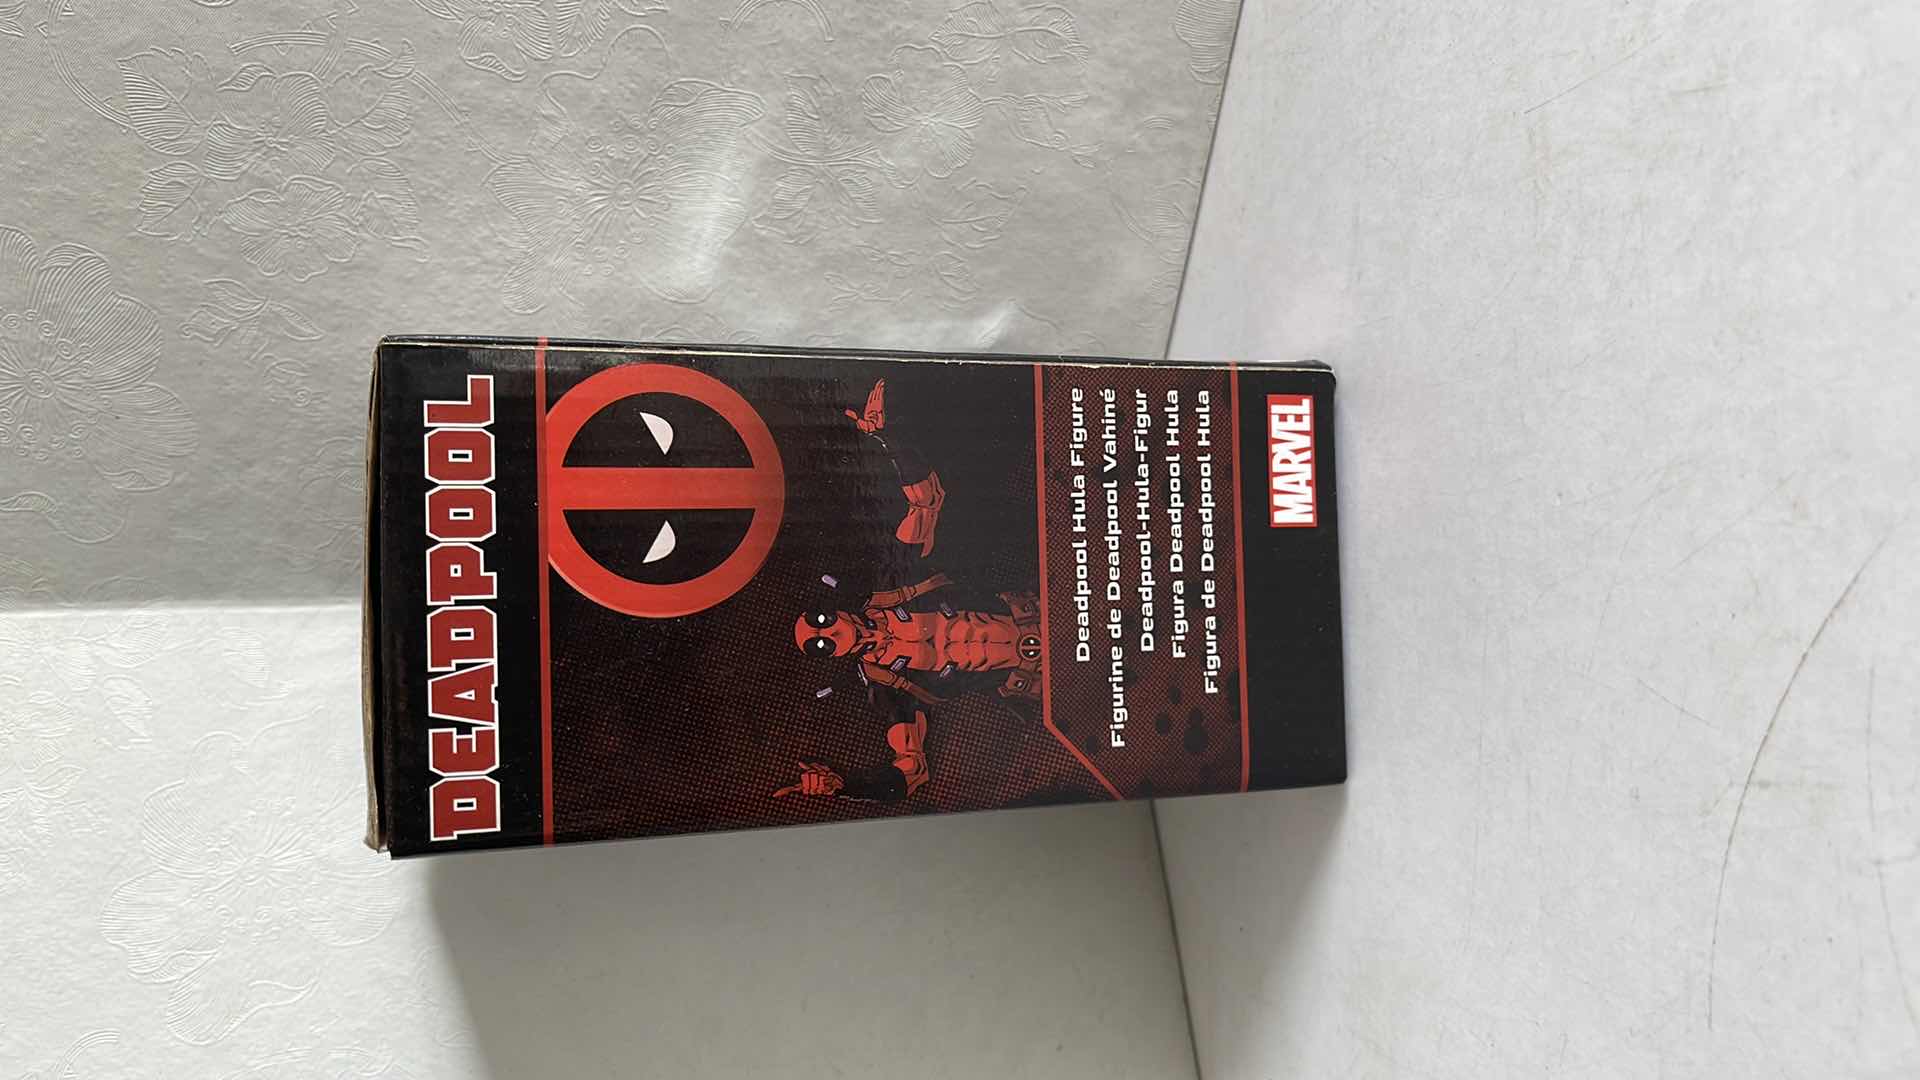 DEADPOOL
Deadpool Hula Figure
Figurine de Deadpool Vahiné
Deadpool-Hula-Figur
Figura Deadpool Hula
Figura de Deadpool Hula
MARVEL